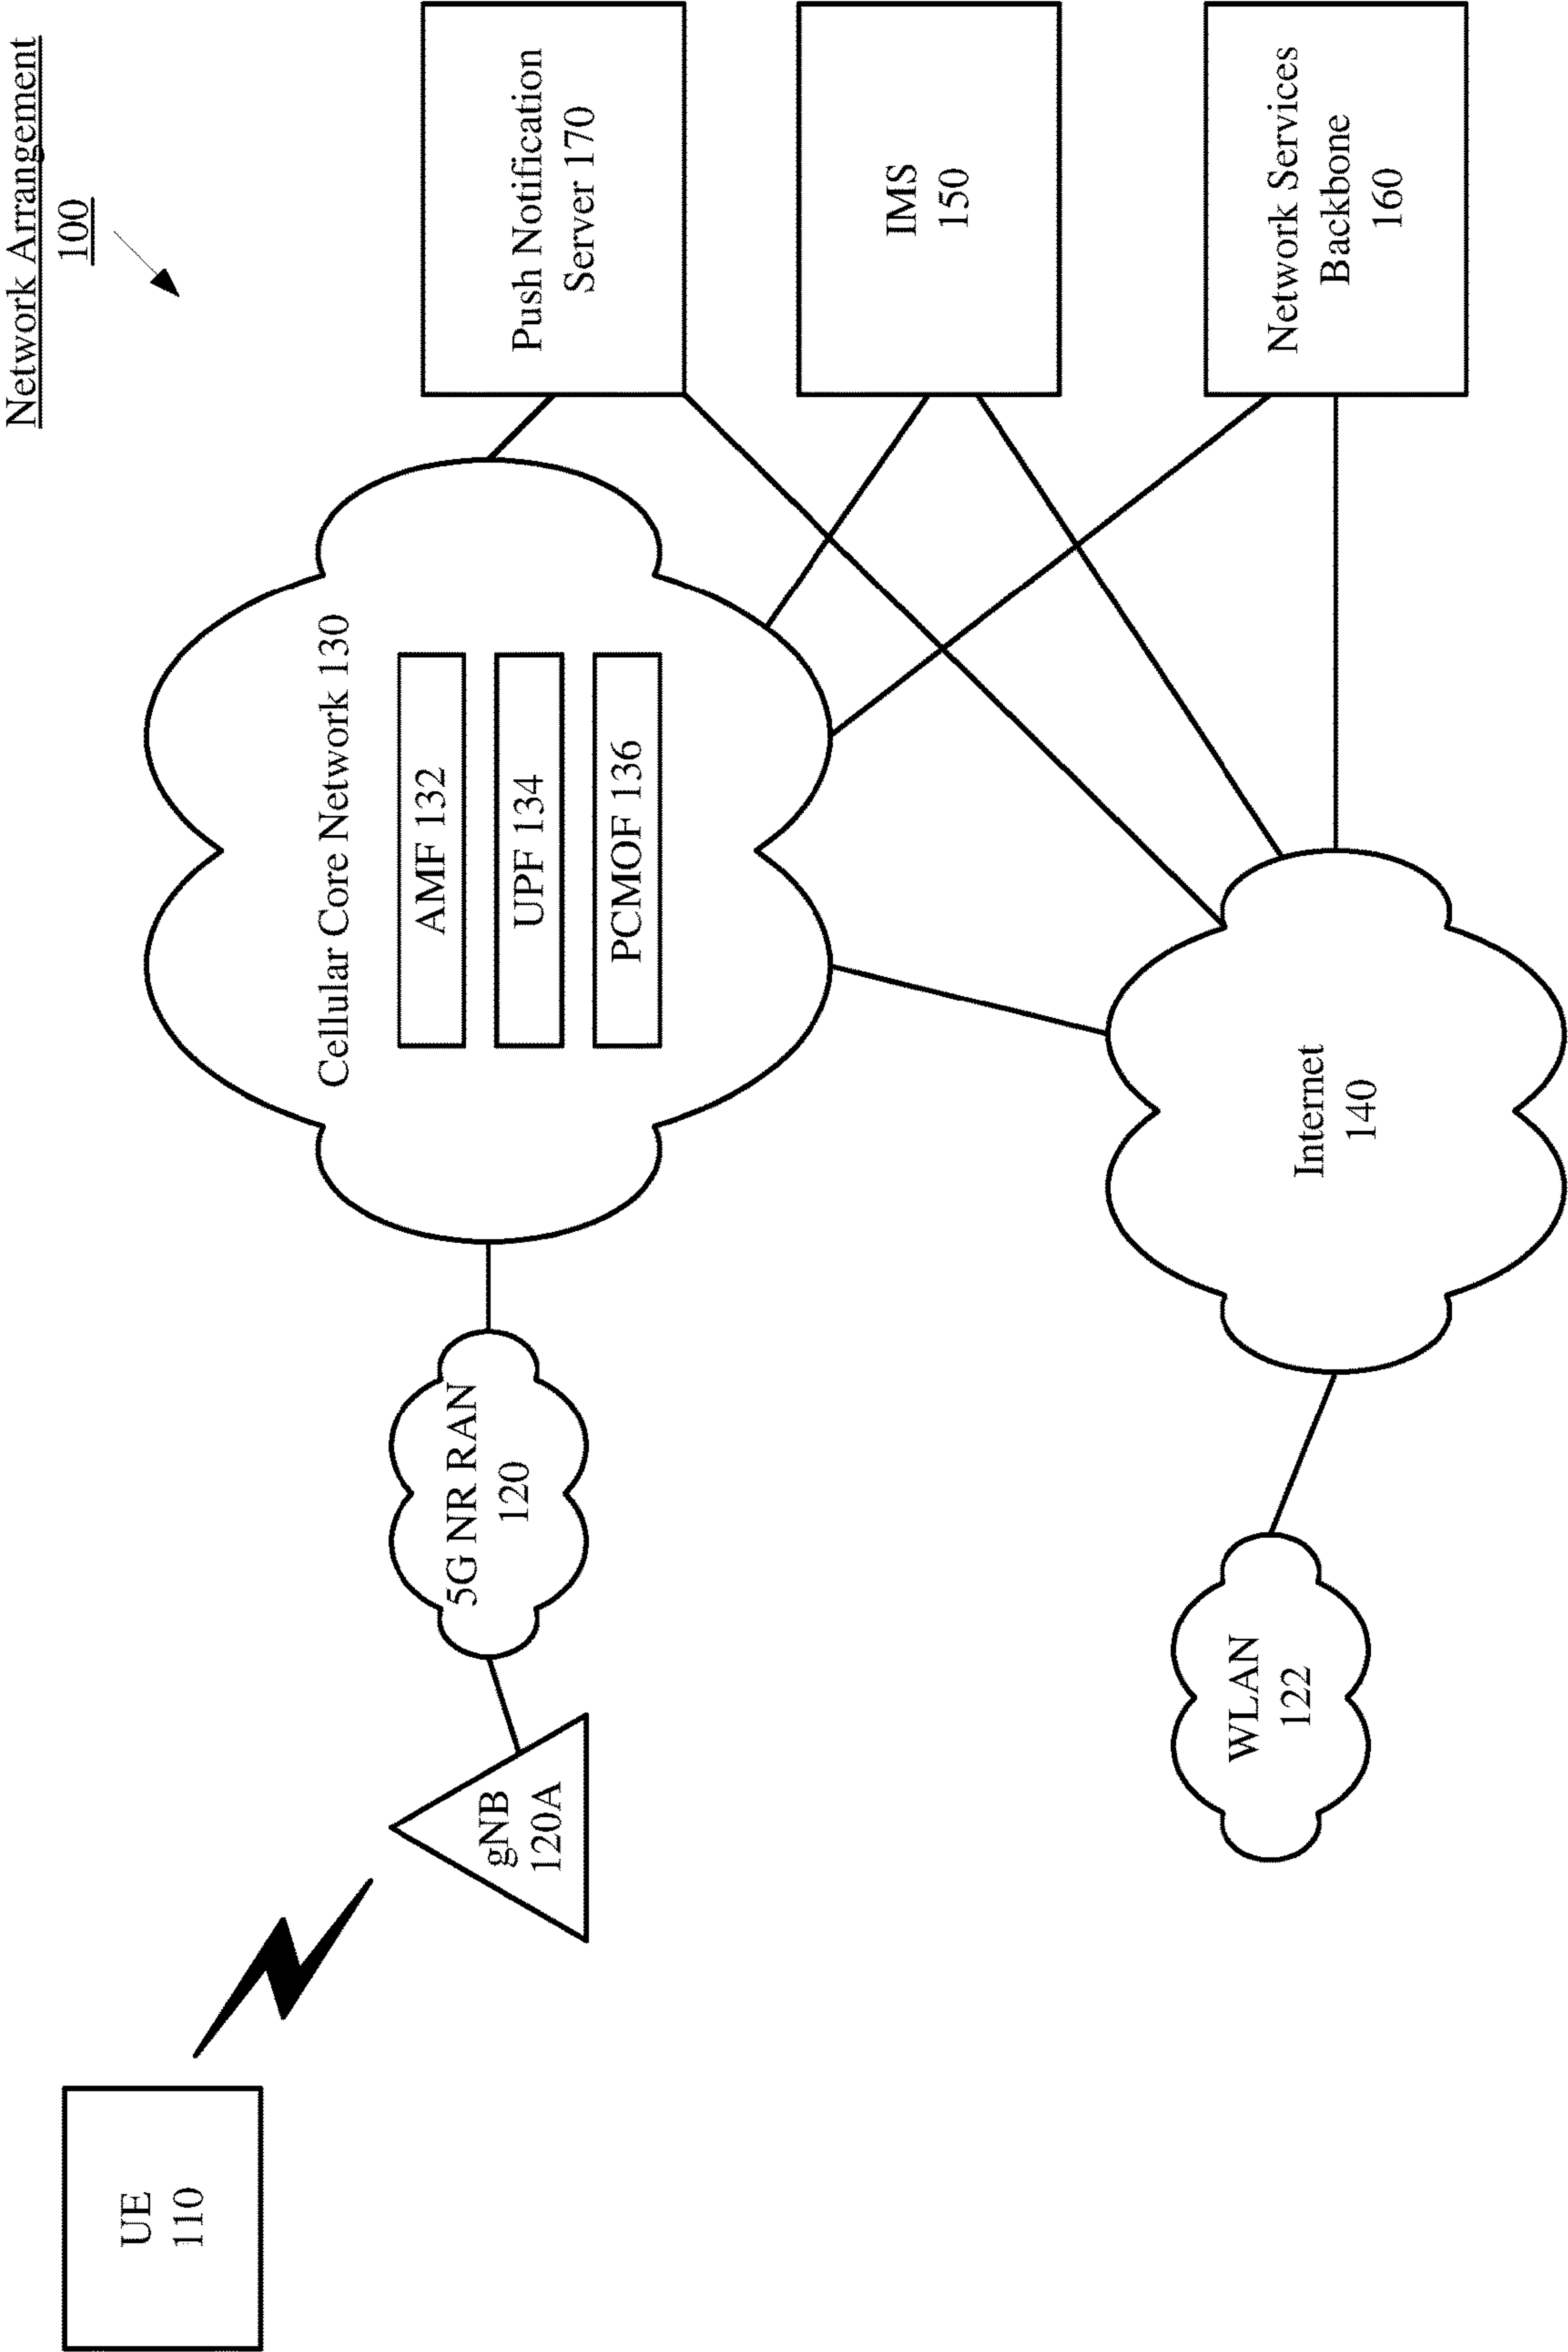 Network Arrangement
100
UE
110
gNB
120A
5G NR RAN
120
Cellular Core Network 130
AMF 132
UPF 134
PCMOF 136
Push Notification
Server 170
IMS
150
Network Services
Backbone
160
Internet
140
WLAN
122